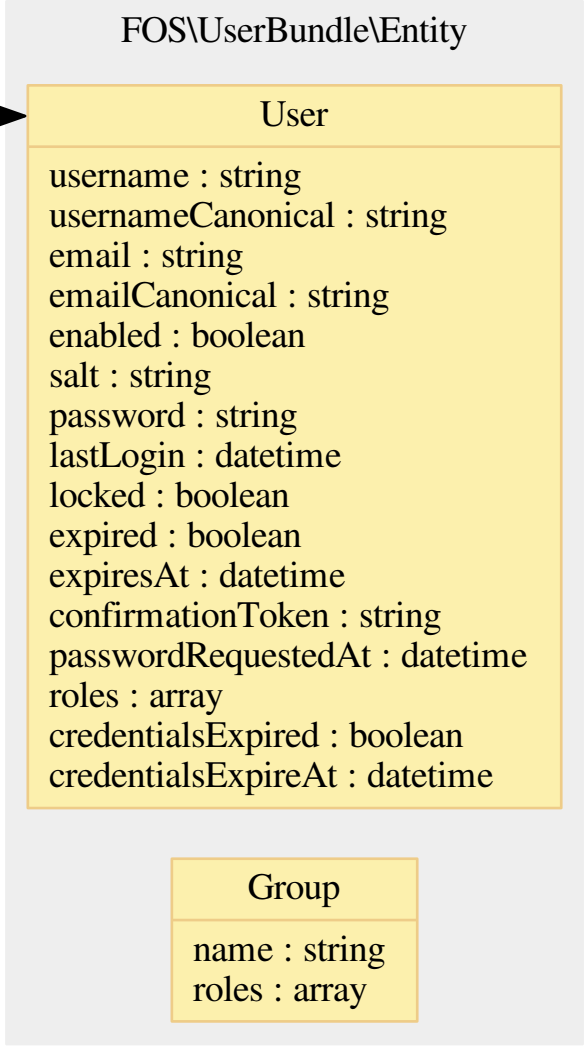 FOS\UserBundle\Entity
User
username : string
usernameCanonical : string
email : string
emailCanonical : string
enabled : boolean
salt : string
password : string
lastLogin : datetime
locked : boolean
expired : boolean
expiresAt : datetime
confirmationToken : string
passwordRequestedAt : datetime
roles : array
credentialsExpired : boolean
credentialsExpireAt : datetime
Group
name : string
roles : array